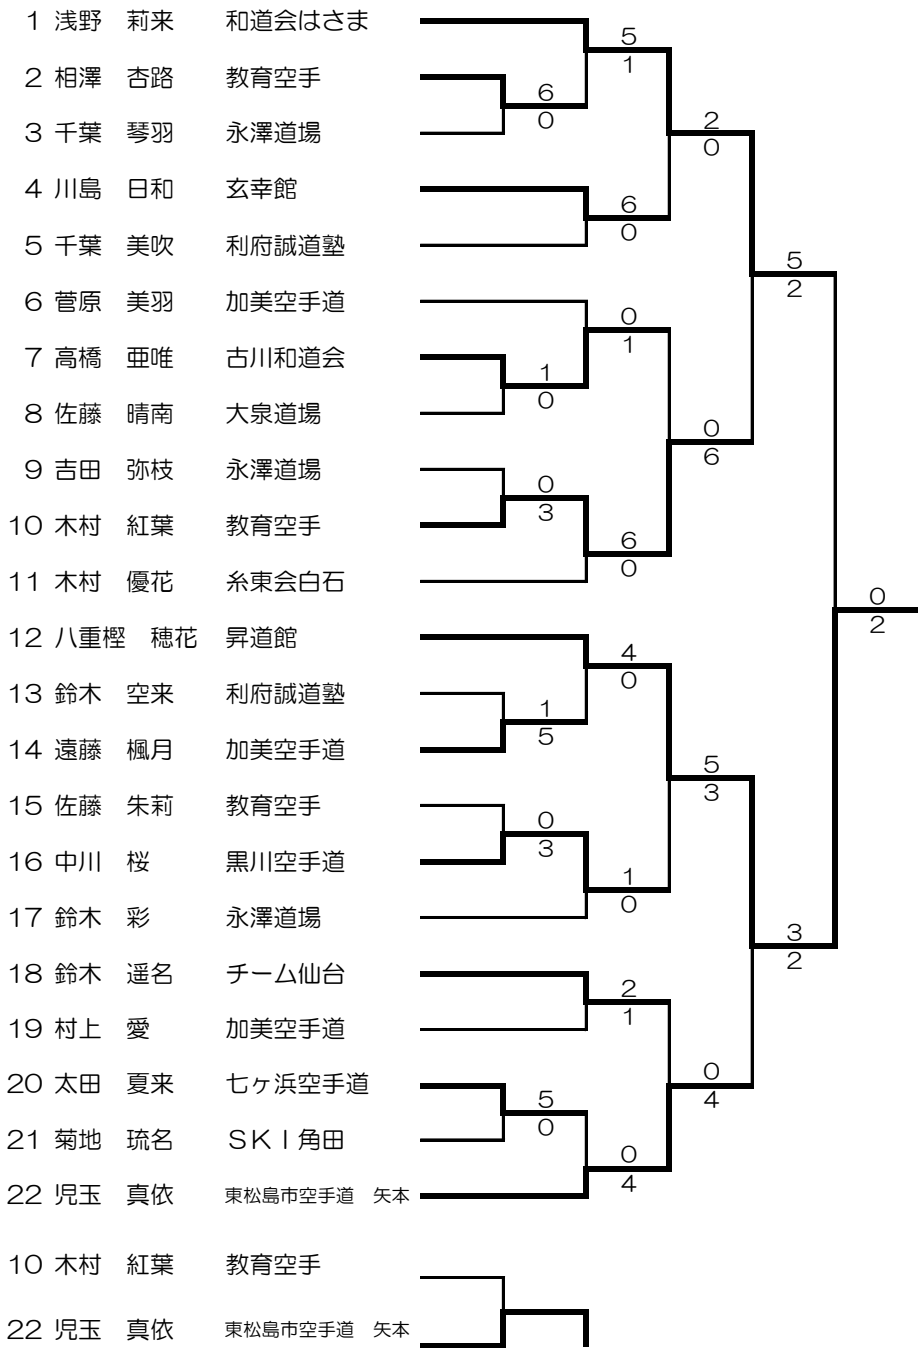 1 浅野 莉来 和道会はさま
5
1
2 相澤 杏路 教育空手
6
0
3 千葉 琴羽 永澤道場
2
0
4 川島 日和 玄幸館
6
0
5 千葉 美吹 利府誠道塾
5
2
6 菅原 美羽 加美空手道
0
1
7 高橋 亜唯 古川和道会
1
0
8 佐藤 晴南 大泉道場
0
6
9 吉田 弥枝 永澤道場
0
3
10 木村 紅葉 教育空手
6
0
11 木村 優花 糸東会白石
0
2
12 八重樫 穂花 昇道館
4
0
13 鈴木 空来 利府誠道塾
1
5
14 遠藤 楓月 加美空手道
5
3
15 佐藤 朱莉 教育空手
0
3
16 中川 桜 黒川空手道
1
0
17 鈴木 彩 永澤道場
3
2
18 鈴木 遥名 チーム仙台
2
1
19 村上 愛 加美空手道
0
4
20 太田 夏来 七ヶ浜空手道
5
0
21 菊地 琉名 ＳＫＩ角田
0
4
22 児玉 真依 東松島市空手道 矢本
10 木村 紅葉 教育空手
22 児玉 真依 東松島市空手道 矢本